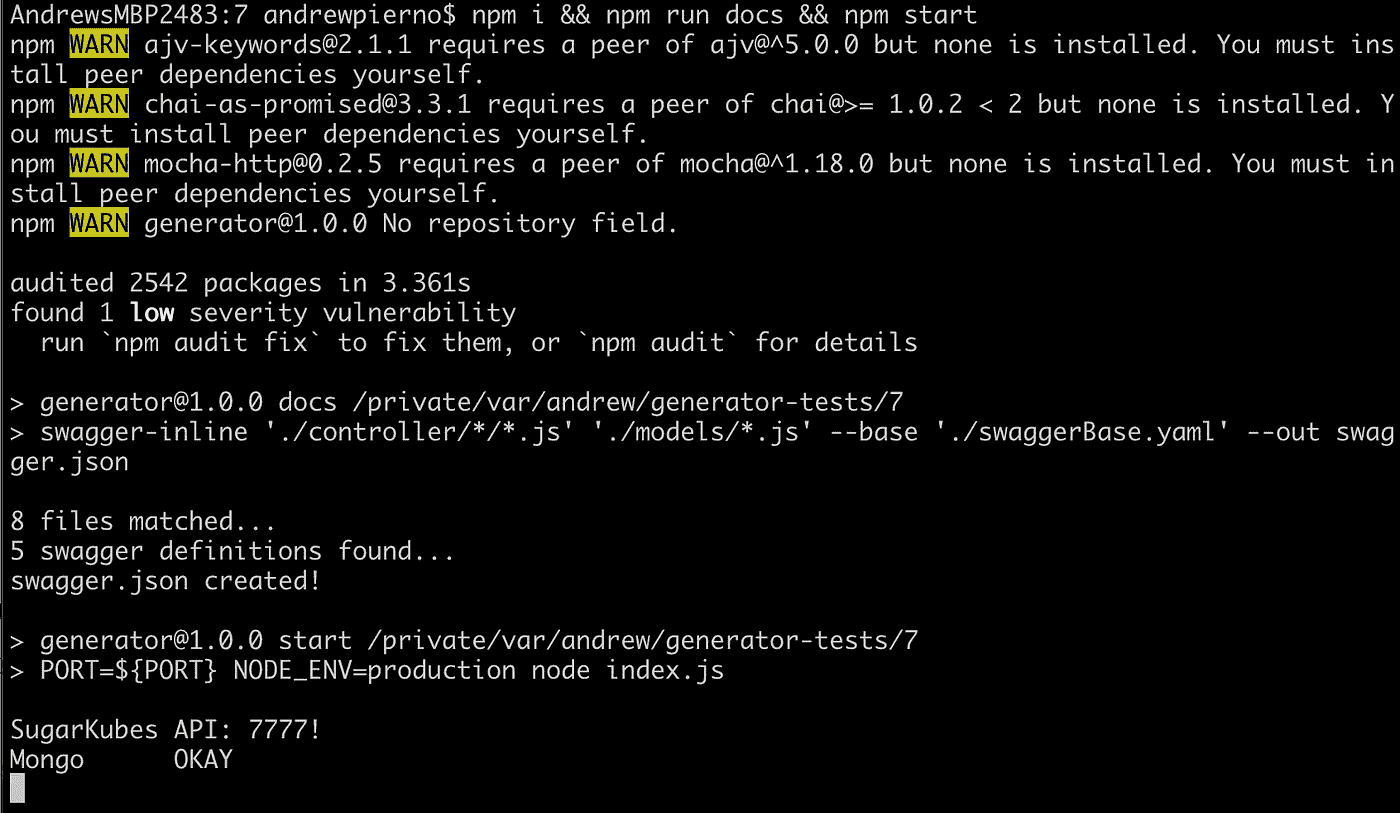 AndrewsMBP2483:7 andrewpierno$ npm i && npm run docs && npm start
npm WARN ajv-keywords@2.1.1 requires a peer of ajv@^5.0.0 but none is installed. You must ins
tall peer dependencies yourself.
npm WARN chai-as-promised@3.3.1 requires a peer of chai@>= 1.0.2 < 2 but none is installed. Y
ou must install peer dependencies yourself.
npm WARN mocha-http@0.2.5 requires a peer of mocha@^1.18.0 but none is installed. You must in
stall peer dependencies yourself.
npm WARN generator@1.0.0 No repository field.
audited 2542 packages in 3.361s
found 1 low severity vulnerability
run `npm audit fix` to fix them, or `npm audit` for details
> generator@1.0.0 docs /private/var/andrew/generator-tests/7
> swagger-inline './controller/*/*.js' './models/*.js' --base './swaggerBase.yaml' --out swag
ger.json
8 files matched...
5 swagger definitions found...
swagger.json created!
> generator@1.0.0 start /private/var/andrew/generator-tests/7
> PORT=${PORT} NODE_ENV=production node index.js
SugarKubes API: 7777!
Mongo      OKAY